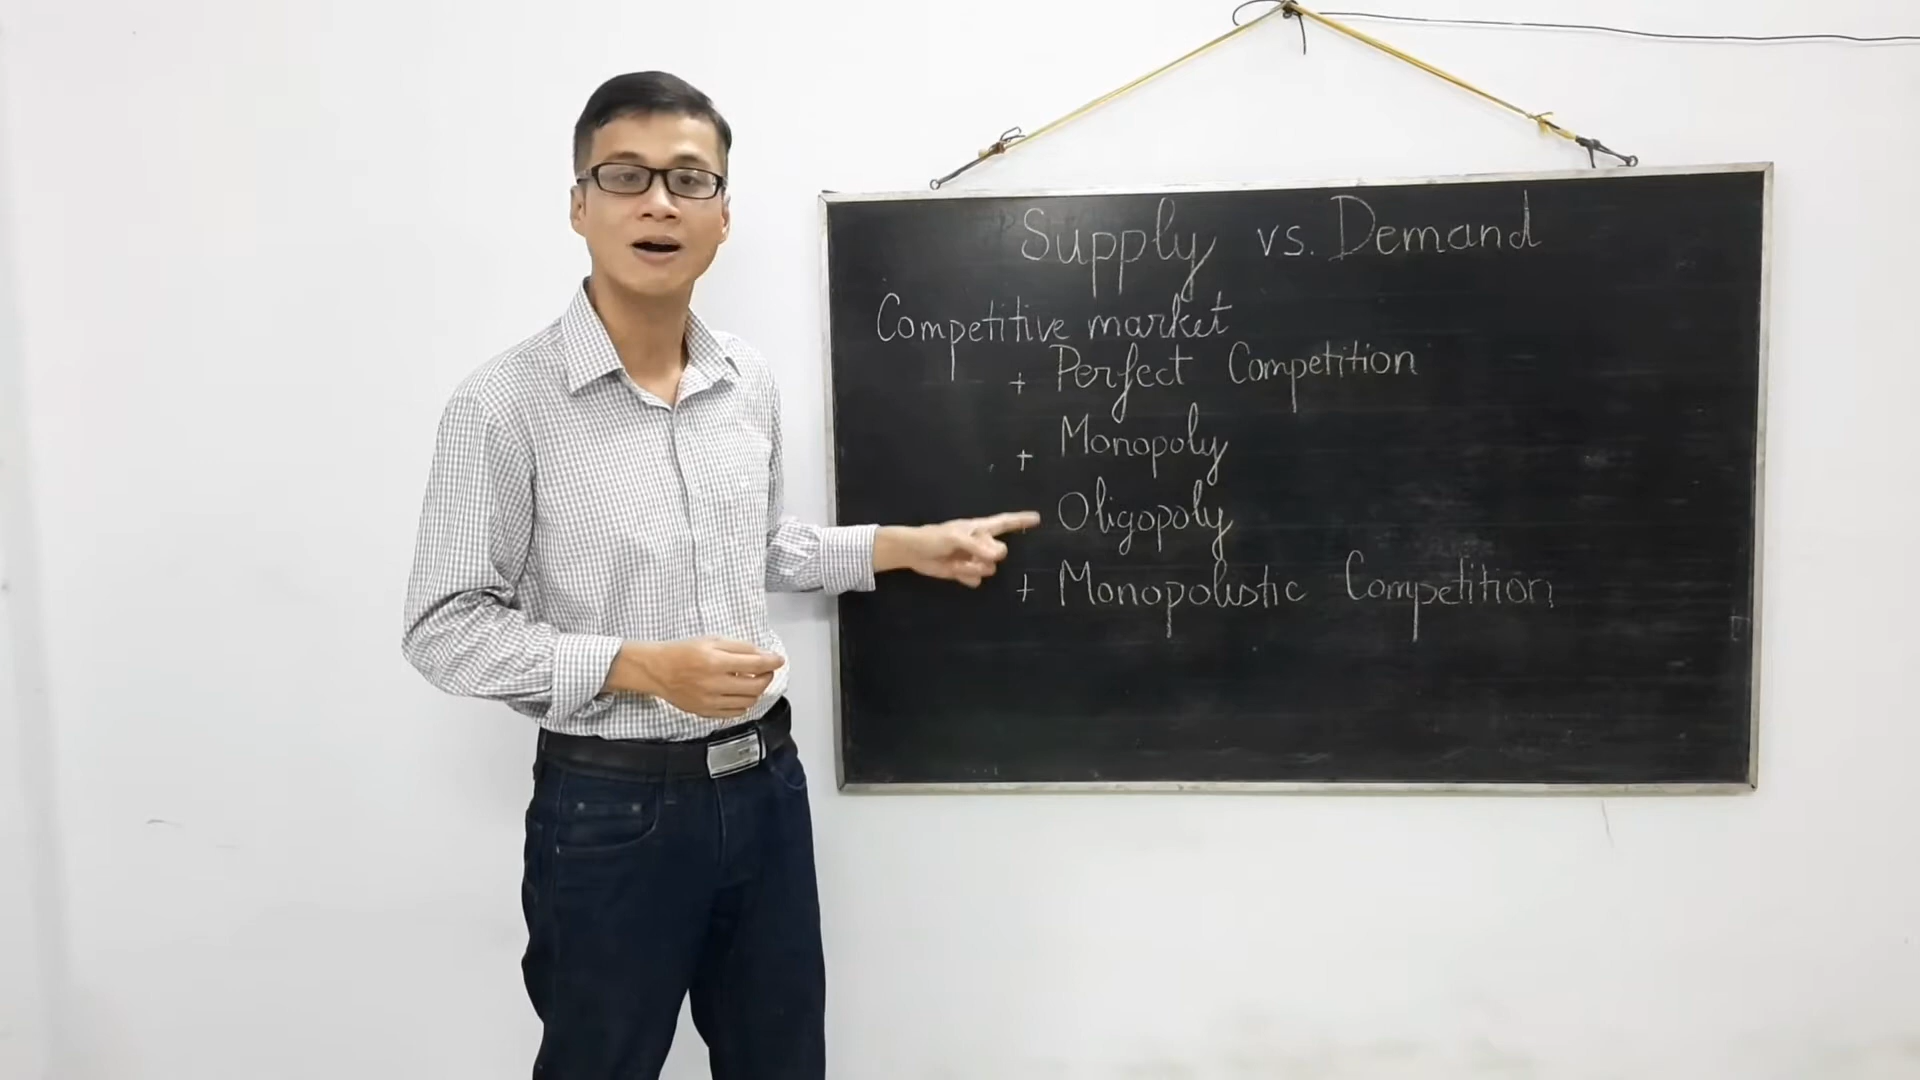 Supply vs. Demand
Competitive market
+ Perfect Competition
+ Monopoly
+ Oligopoly
+ Monopolistic Competition